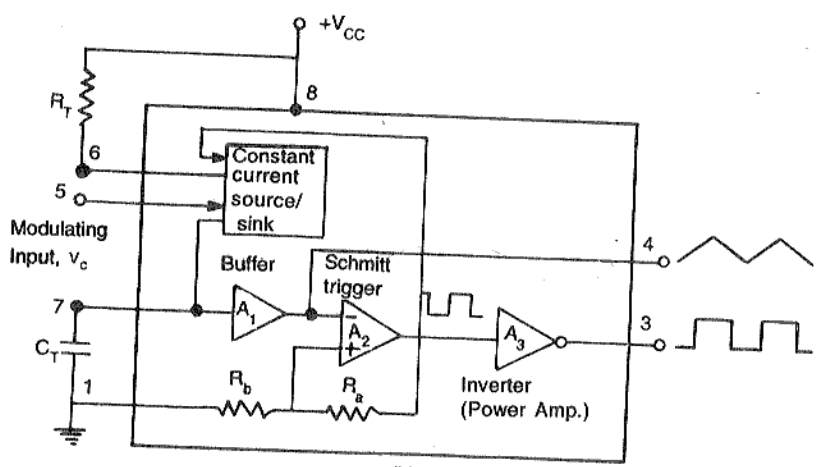 +V_CC
8
R_T
6
5
Constant
current
source/
sink
Modulating
Input, v_c
4
Buffer
Schmitt
trigger
7
A_1
A_2
A_3
3
C_T
1
R_b
R_a
Inverter
(Power Amp.)